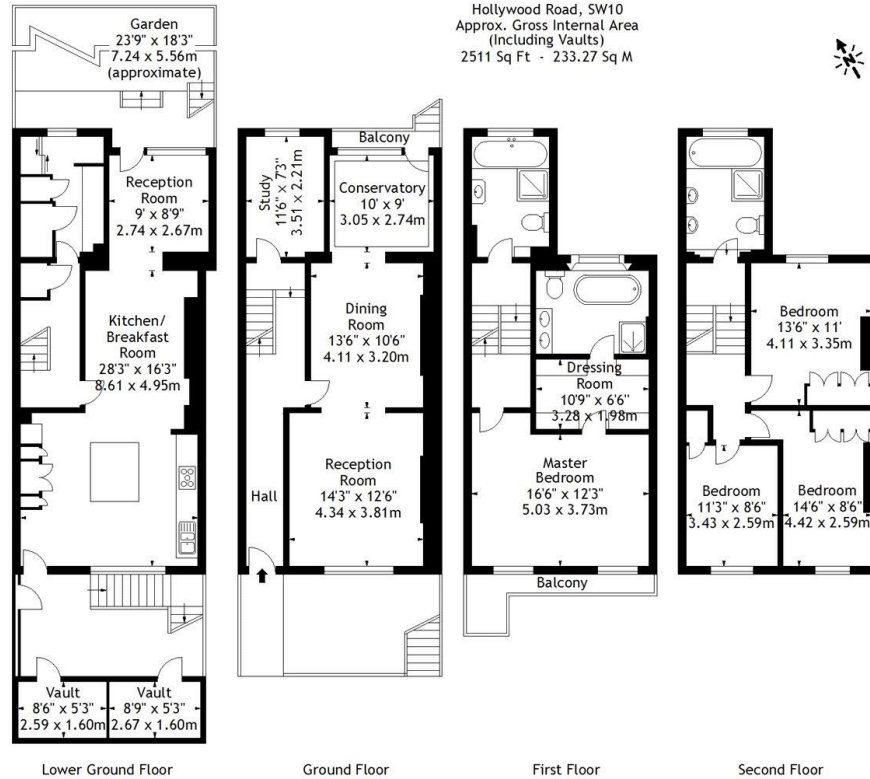 Hollywood Road, SW10
Approx. Gross Internal Area
(Including Vaults)
2511 Sq Ft - 233.27 Sq M
N
Garden
23'9" x 18'3"
7.24 x 5.56m
(approximate)
Reception
Room
9' x 8'9"
2.74 x 2.67m
Kitchen/
Breakfast
Room
28'3" x 16'3"
8.61 x 4.95m
Vault
8'6" x 5'3"
2.59 x 1.60m
Vault
8'9" x 5'3"
2.67 x 1.60m
Lower Ground Floor
Balcony
Study
11'6" x 7'3"
3.51 x 2.21m
Conservatory
10' x 9'
3.05 x 2.74m
Dining
Room
13'6" x 10'6"
4.11 x 3.20m
Reception
Room
14'3" x 12'6"
4.34 x 3.81m
Hall
Ground Floor
Dressing
Room
10'9" x 6'6"
3.28 x 1.98m
Master
Bedroom
16'6" x 12'3"
5.03 x 3.73m
Balcony
First Floor
Bedroom
13'6" x 11'
4.11 x 3.35m
Bedroom
11'3" x 8'6"
3.43 x 2.59m
Bedroom
14'6" x 8'6"
4.42 x 2.59m
Second Floor